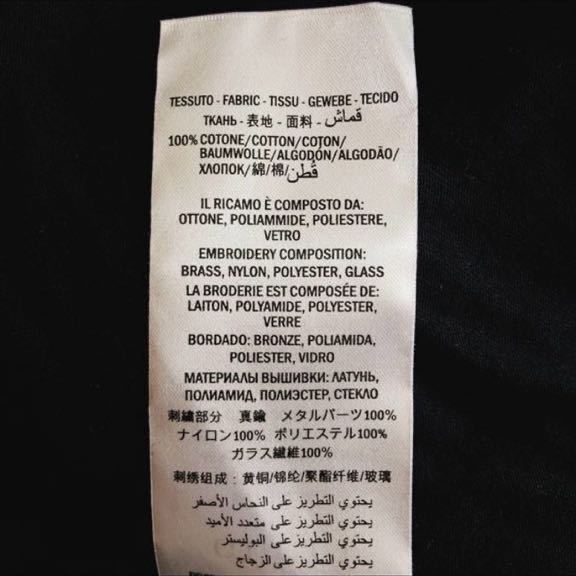 TESSUTO - FABRIC - TISSU - GEWEBE - TECIDO
ТКАНЬ - 表地 - 面料 - قماش
100% COTONE/COTTON/COTON/
BAUMWOLLE/ALGODÓN/ALGODÃO/
ХЛОПОК/綿/棉/قُطن
IL RICAMO È COMPOSTO DA:
OTTONE, POLIAMMIDE, POLIESTERE,
VETRO
EMBROIDERY COMPOSITION:
BRASS, NYLON, POLYESTER, GLASS
LA BRODERIE EST COMPOSÉE DE:
LAITON, POLYAMIDE, POLYESTER,
VERRE
BORDADO: BRONZE, POLIAMIDA,
POLIESTER, VIDRO
МАТЕРИАЛЫ ВЫШИВКИ: ЛАТУНЬ,
ПОЛИАМИД, ПОЛИЭСТЕР, СТЕКЛО
刺繍部分 真鍮 メタルパーツ100%
ナイロン100% ポリエステル100%
ガラス繊維100%
刺绣组成：黄铜/锦纶/聚酯纤维/玻璃
يحتوي التطريز على النحاس الأصفر
يحتوي التطريز على متعدد الأميد
يحتوي التطريز على البوليستر
يحتوي التطريز على الزجاج